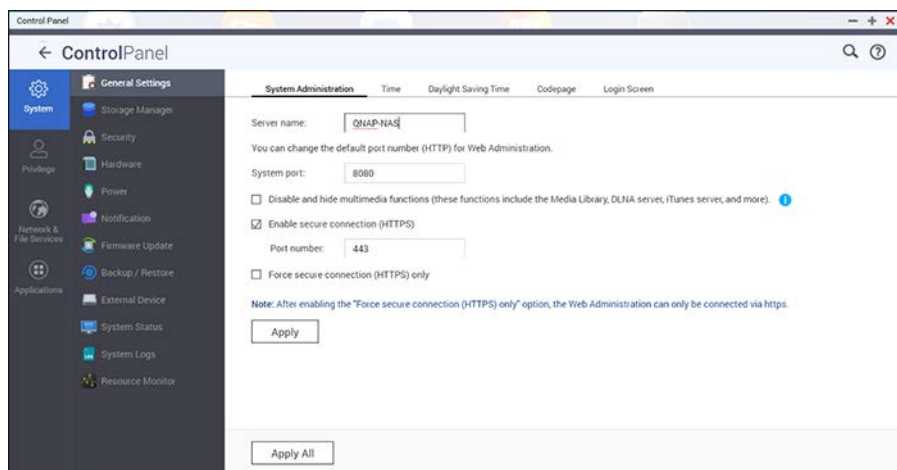 Control Panel
ControlPanel
System
Privilege
Network &
File Services
Applications
General Settings
Storage Manager
Security
Hardware
Power
Notification
Firmware Update
Backup / Restore
External Device
System Status
System Logs
Resource Monitor
System Administration Time Daylight Saving Time Codepage Login Screen
Server name: QNAP-NAS
You can change the default port number (HTTP) for Web Administration.
System port: 8080
Disable and hide multimedia functions (these functions include the Media Library, DLNA server, iTunes server, and more).
Enable secure connection (HTTPS)
Port number: 443
Force secure connection (HTTPS) only
Note: After enabling the "Force secure connection (HTTPS) only" option, the Web Administration can only be connected via https.
Apply
Apply All